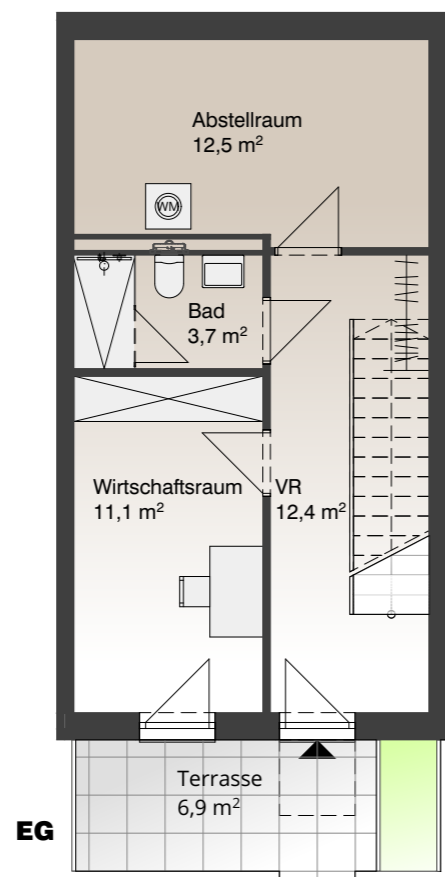 Abstellraum
12,5 m²
WM
Bad
3,7 m²
Wirtschaftsraum
11,1 m²
VR
12,4 m²
Terrasse
6,9 m²
EG